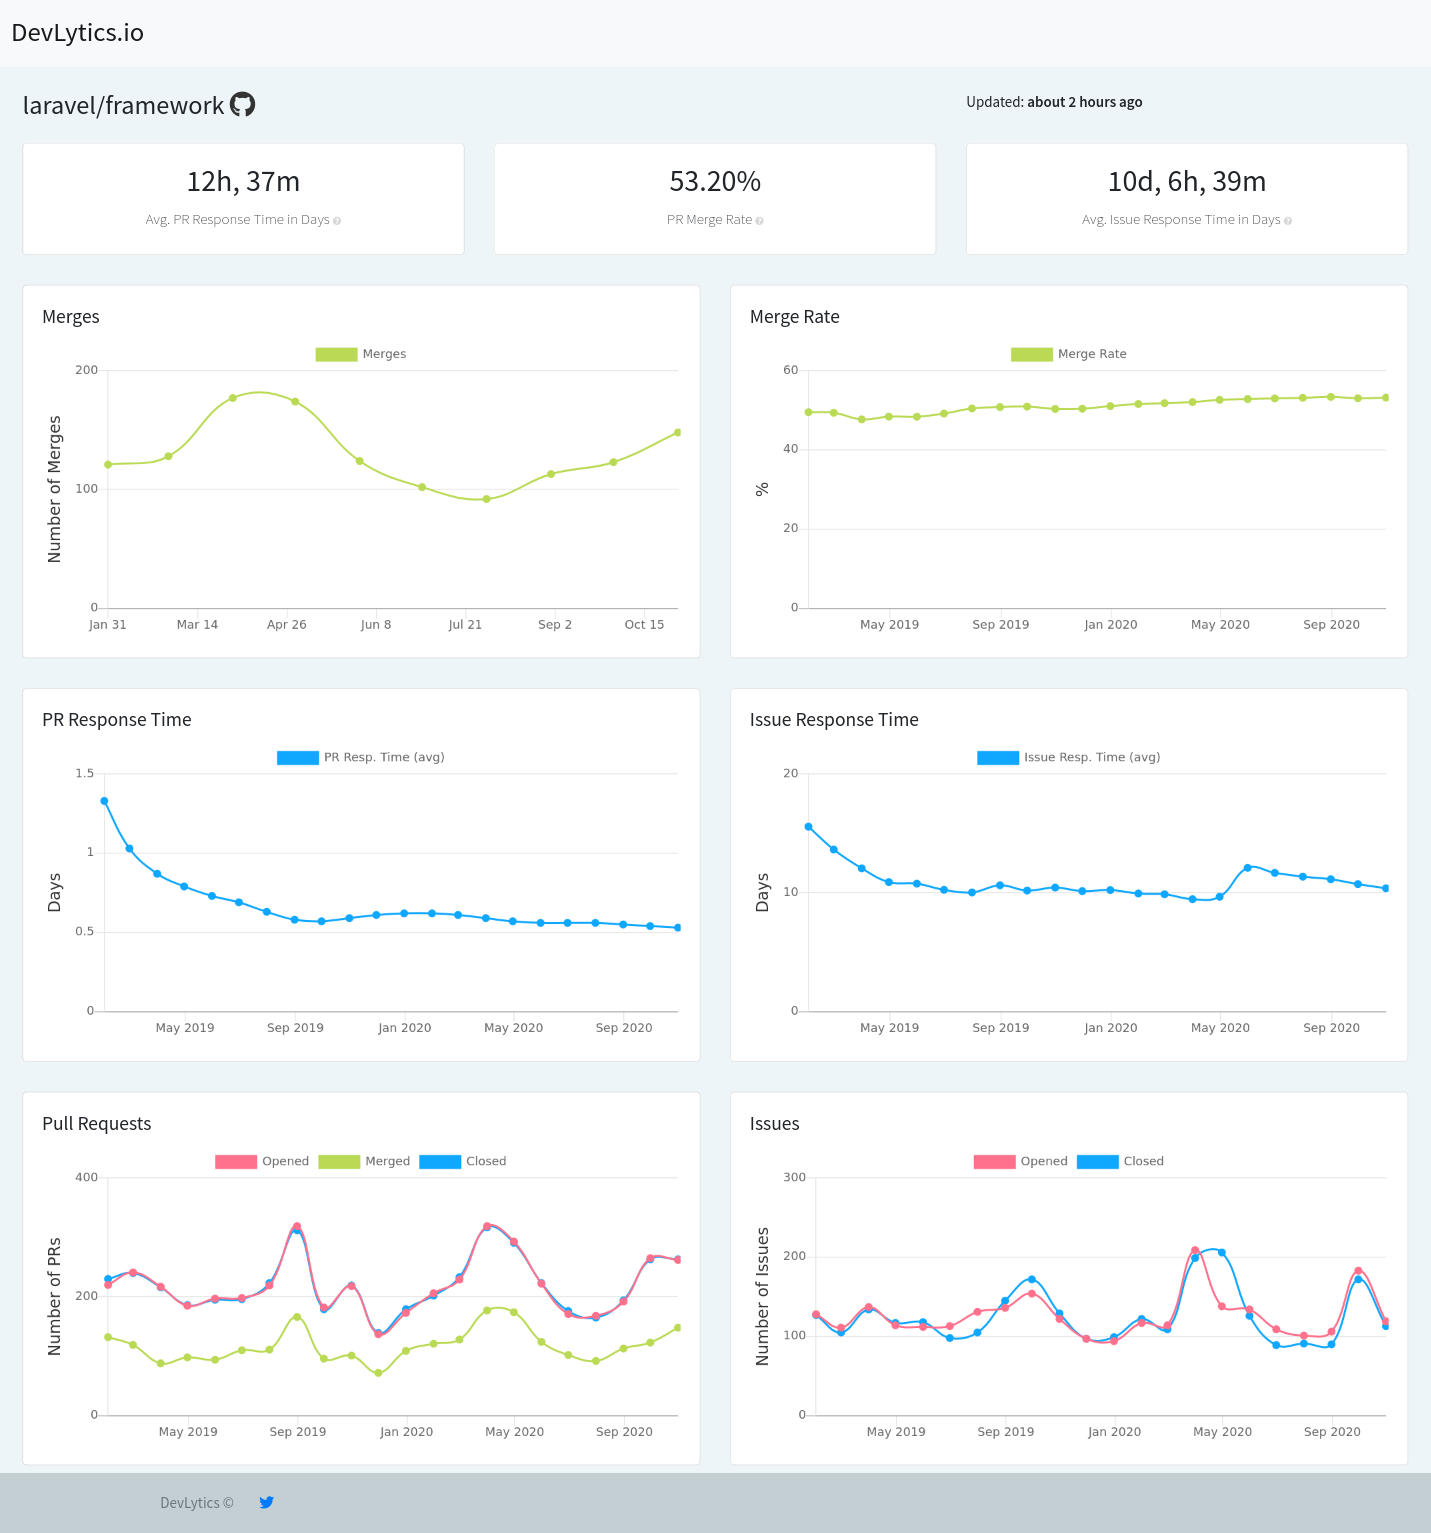 DevLytics.io
laravel/framework
Updated: about 2 hours ago
12h, 37m
Avg. PR Response Time in Days ?
53.20%
PR Merge Rate ?
10d, 6h, 39m
Avg. Issue Response Time in Days ?
Merges
Merges
Number of Merges
200
100
0
Jan 31 Mar 14 Apr 26 Jun 8 Jul 21 Sep 2 Oct 15
Merge Rate
Merge Rate
%
60
40
20
0
May 2019 Sep 2019 Jan 2020 May 2020 Sep 2020
PR Response Time
PR Resp. Time (avg)
Days
1.5
1
0.5
0
May 2019 Sep 2019 Jan 2020 May 2020 Sep 2020
Issue Response Time
Issue Resp. Time (avg)
Days
20
10
0
May 2019 Sep 2019 Jan 2020 May 2020 Sep 2020
Pull Requests
Opened Merged Closed
Number of PRs
400
200
0
May 2019 Sep 2019 Jan 2020 May 2020 Sep 2020
Issues
Opened Closed
Number of Issues
300
200
100
0
May 2019 Sep 2019 Jan 2020 May 2020 Sep 2020
DevLytics ©